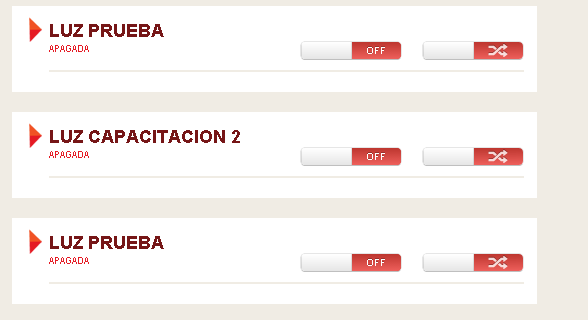 LUZ PRUEBA
APAGADA
OFF
LUZ CAPACITACION 2
APAGADA
OFF
LUZ PRUEBA
APAGADA
OFF